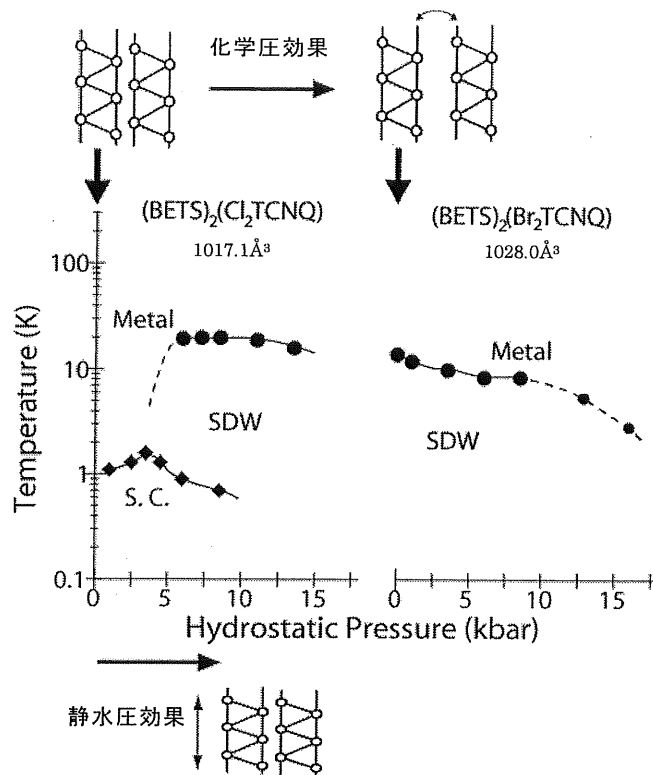 化学圧効果
(BETS)₂(Cl₂TCNQ)
1017.1Å³
(BETS)₂(Br₂TCNQ)
1028.0Å³
Temperature (K)
100
10
1
0.1
Metal
SDW
S. C.
Metal
SDW
0 5 10 15
0 5 10 15
Hydrostatic Pressure (kbar)
静水圧効果